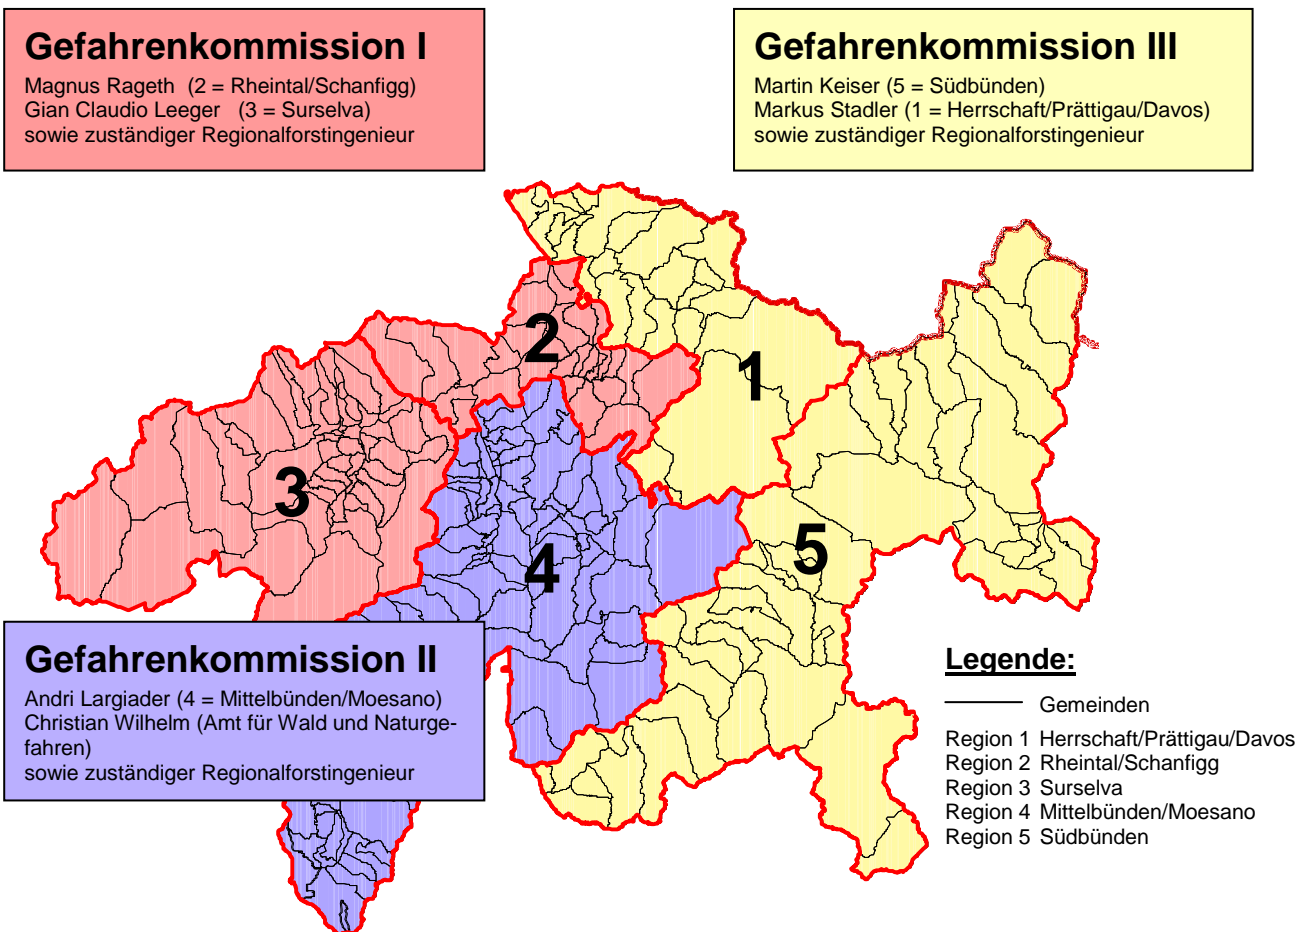 Gefahrenkommission I
Magnus Rageth (2 = Rheintal/Schanfigg)
Gian Claudio Leeger (3 = Surselva)
sowie zuständiger Regionalforstingenieur
Gefahrenkommission III
Martin Keiser (5 = Südbünden)
Markus Stadler (1 = Herrschaft/Prättigau/Davos)
sowie zuständiger Regionalforstingenieur
2
1
3
4
5
Gefahrenkommission II
Andri Largiader (4 = Mittelbünden/Moesano)
Christian Wilhelm (Amt für Wald und Naturge-
fahren)
sowie zuständiger Regionalforstingenieur
Legende:
Gemeinden
Region 1 Herrschaft/Prättigau/Davos
Region 2 Rheintal/Schanfigg
Region 3 Surselva
Region 4 Mittelbünden/Moesano
Region 5 Südbünden